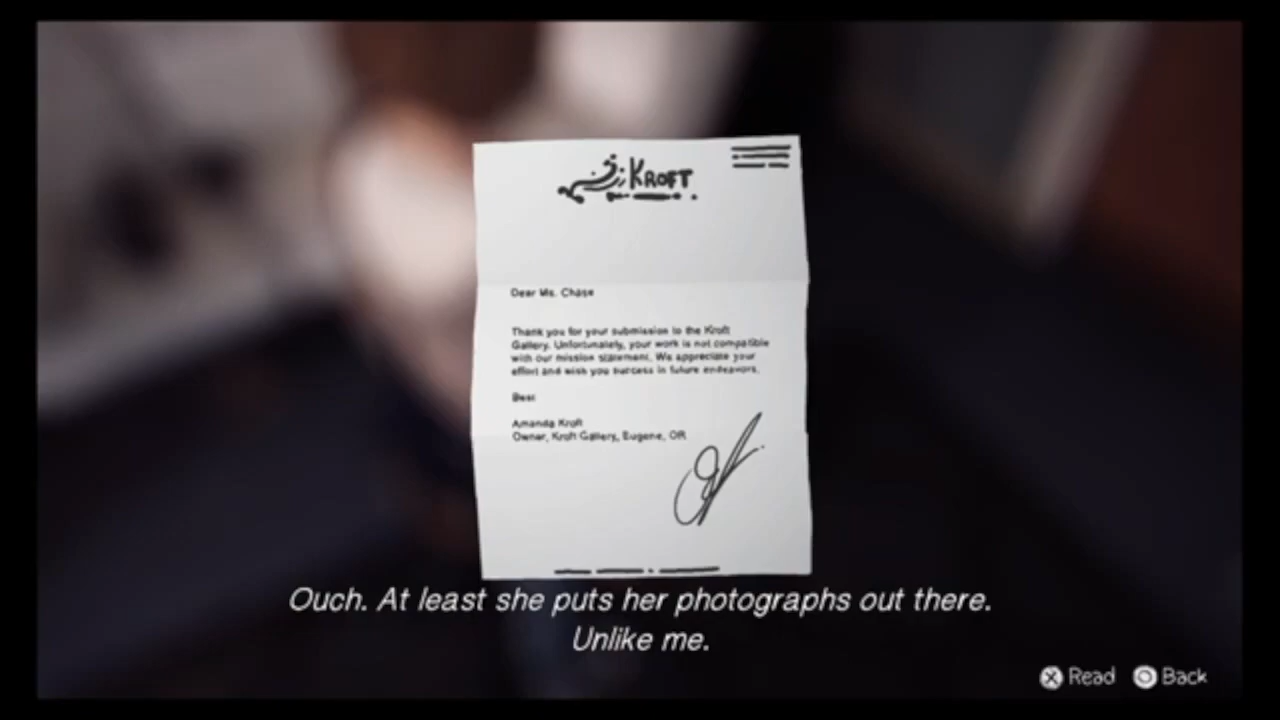 KROFT
Dear Ms. Chase
Thank you for your submission to the Kroft
Gallery. Unfortunately, your work is not compatible
with our mission statement. We appreciate your
effort and wish you success in future endeavors.
Best
Amanda Kroft
Owner, Kroft Gallery, Eugene, OR
Ouch. At least she puts her photographs out there.
Unlike me.
Read Back